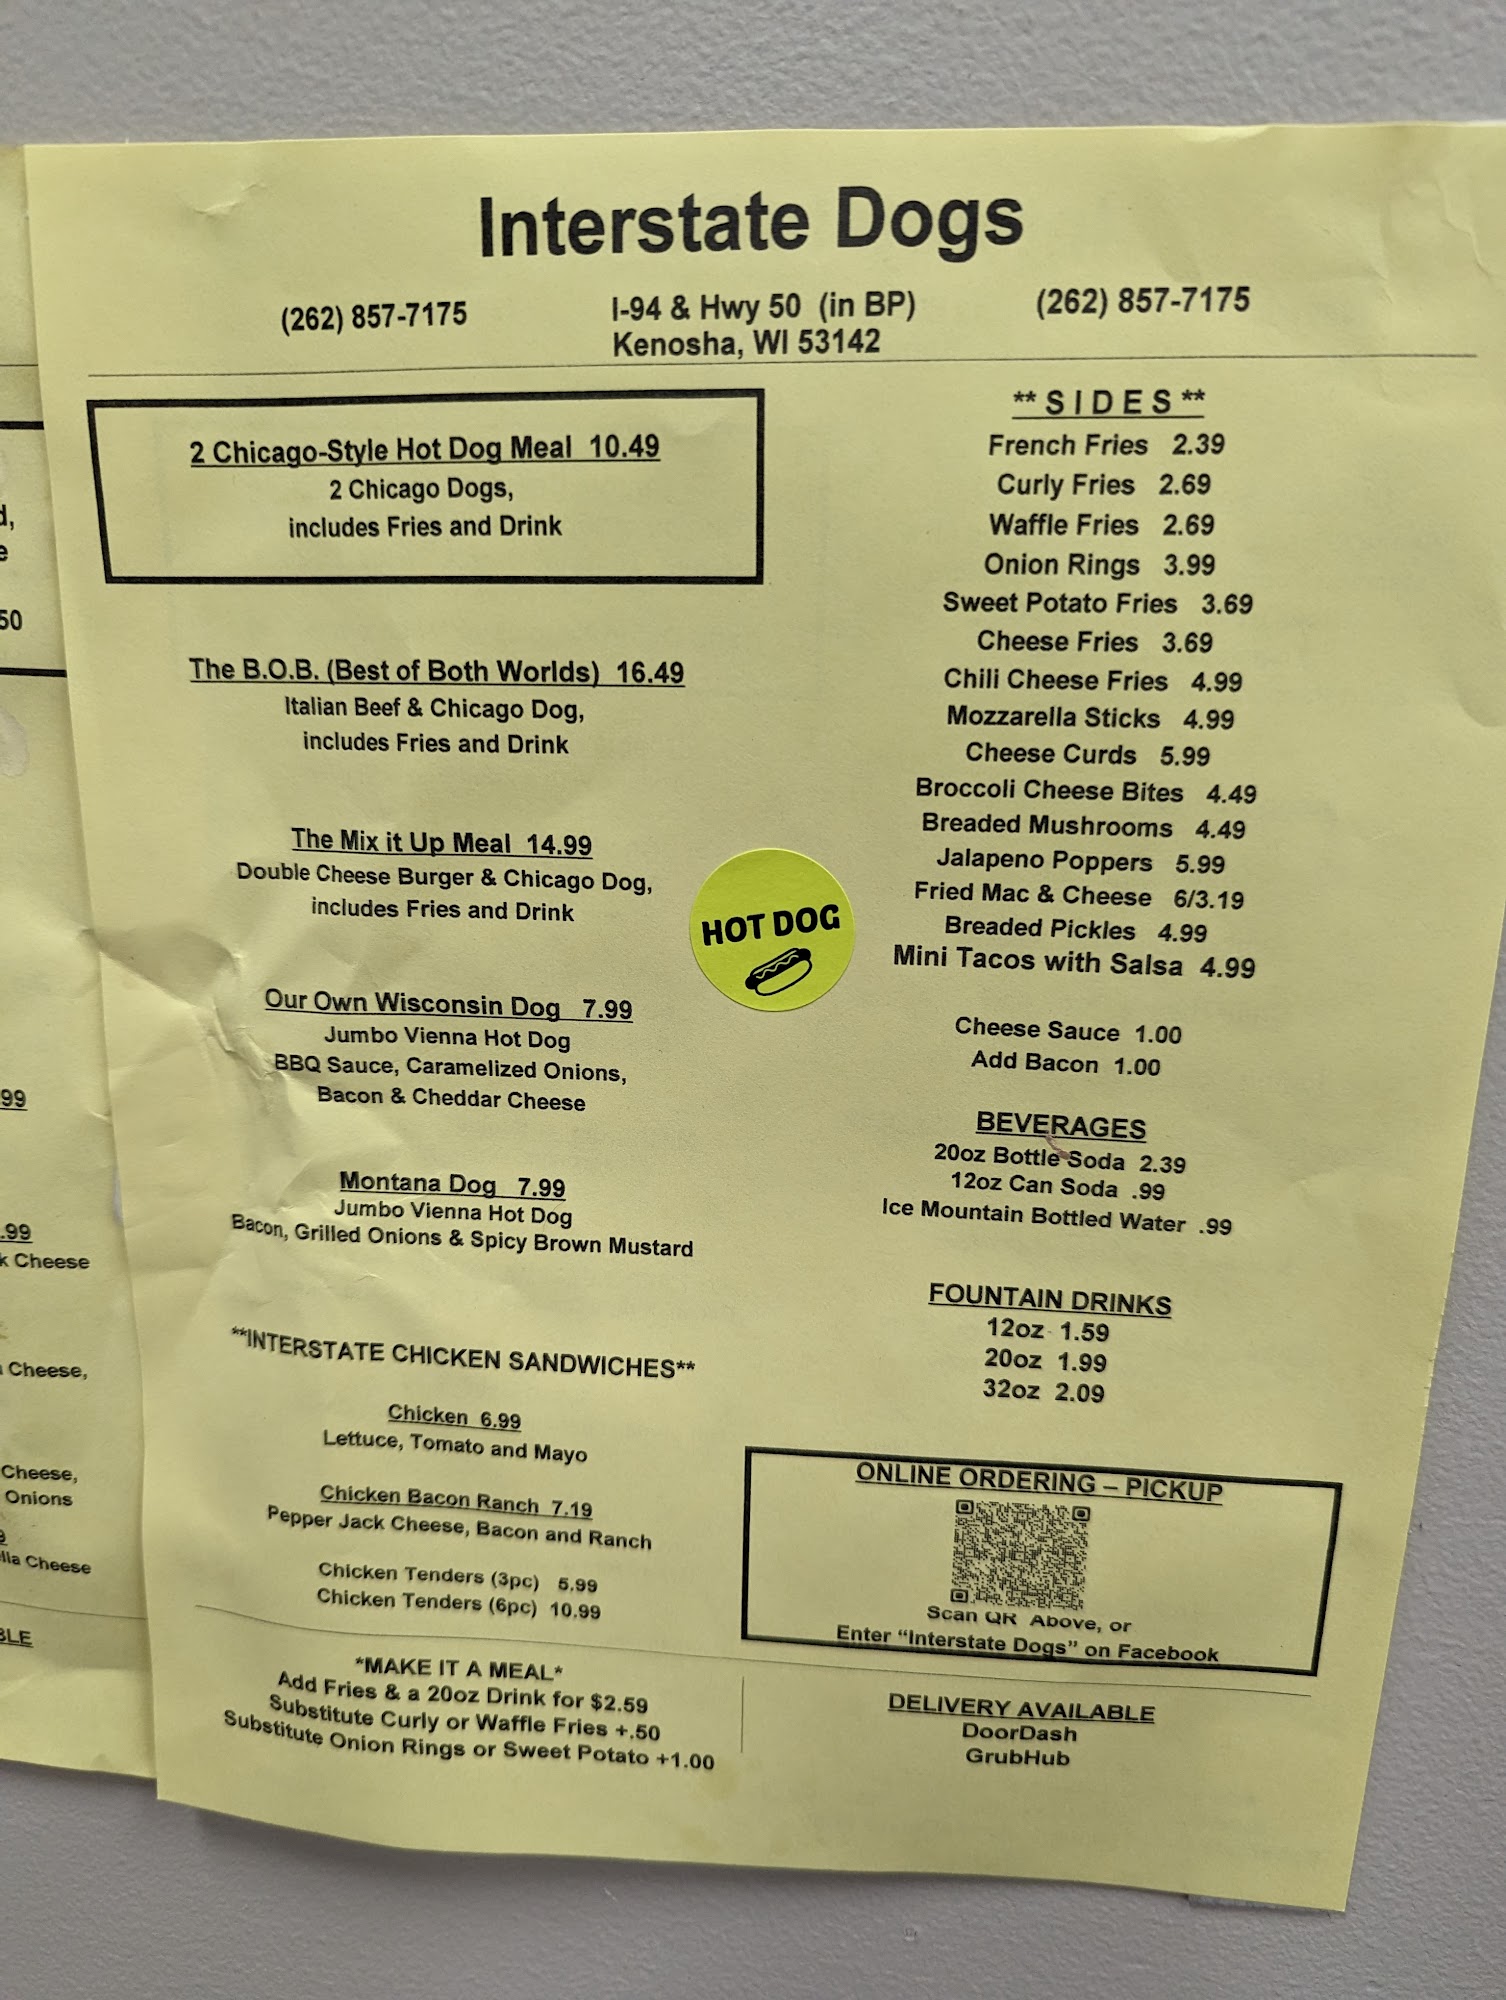 Interstate Dogs
(262) 857-7175
I-94 & Hwy 50 (in BP)
Kenosha, WI 53142
(262) 857-7175
2 Chicago-Style Hot Dog Meal 10.49
2 Chicago Dogs,
includes Fries and Drink
The B.O.B. (Best of Both Worlds) 16.49
Italian Beef & Chicago Dog,
includes Fries and Drink
The Mix it Up Meal 14.99
Double Cheese Burger & Chicago Dog,
includes Fries and Drink
Our Own Wisconsin Dog 7.99
Jumbo Vienna Hot Dog
BBQ Sauce, Caramelized Onions,
Bacon & Cheddar Cheese
Montana Dog 7.99
Jumbo Vienna Hot Dog
Bacon, Grilled Onions & Spicy Brown Mustard
**INTERSTATE CHICKEN SANDWICHES**
Chicken 6.99
Lettuce, Tomato and Mayo
Chicken Bacon Ranch 7.19
Pepper Jack Cheese, Bacon and Ranch
Chicken Tenders (3pc) 5.99
Chicken Tenders (6pc) 10.99
*MAKE IT A MEAL*
Add Fries & a 20oz Drink for $2.59
Substitute Curly or Waffle Fries +.50
Substitute Onion Rings or Sweet Potato +1.00
HOT DOG
** S I D E S **
French Fries 2.39
Curly Fries 2.69
Waffle Fries 2.69
Onion Rings 3.99
Sweet Potato Fries 3.69
Cheese Fries 3.69
Chili Cheese Fries 4.99
Mozzarella Sticks 4.99
Cheese Curds 5.99
Broccoli Cheese Bites 4.49
Breaded Mushrooms 4.49
Jalapeno Poppers 5.99
Fried Mac & Cheese 6/3.19
Breaded Pickles 4.99
Mini Tacos with Salsa 4.99
Cheese Sauce 1.00
Add Bacon 1.00
BEVERAGES
20oz Bottle Soda 2.39
12oz Can Soda .99
Ice Mountain Bottled Water .99
FOUNTAIN DRINKS
12oz 1.59
20oz 1.99
32oz 2.09
ONLINE ORDERING – PICKUP
Scan QR Above, or
Enter "Interstate Dogs" on Facebook
DELIVERY AVAILABLE
DoorDash
GrubHub
50
99
.99
Cheese
Cheese,
Cheese,
Onions
Cheese